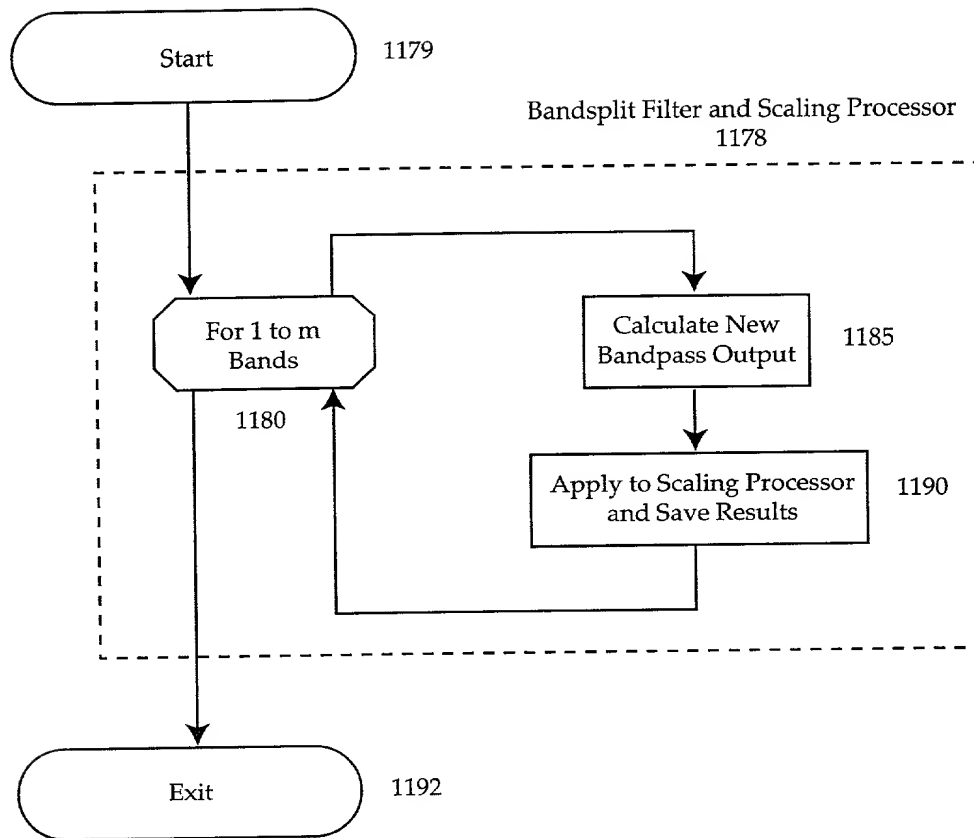 Start
1179
Bandsplit Filter and Scaling Processor
1178
For 1 to m
Bands
1180
Calculate New
Bandpass Output
1185
Apply to Scaling Processor
and Save Results
1190
Exit
1192